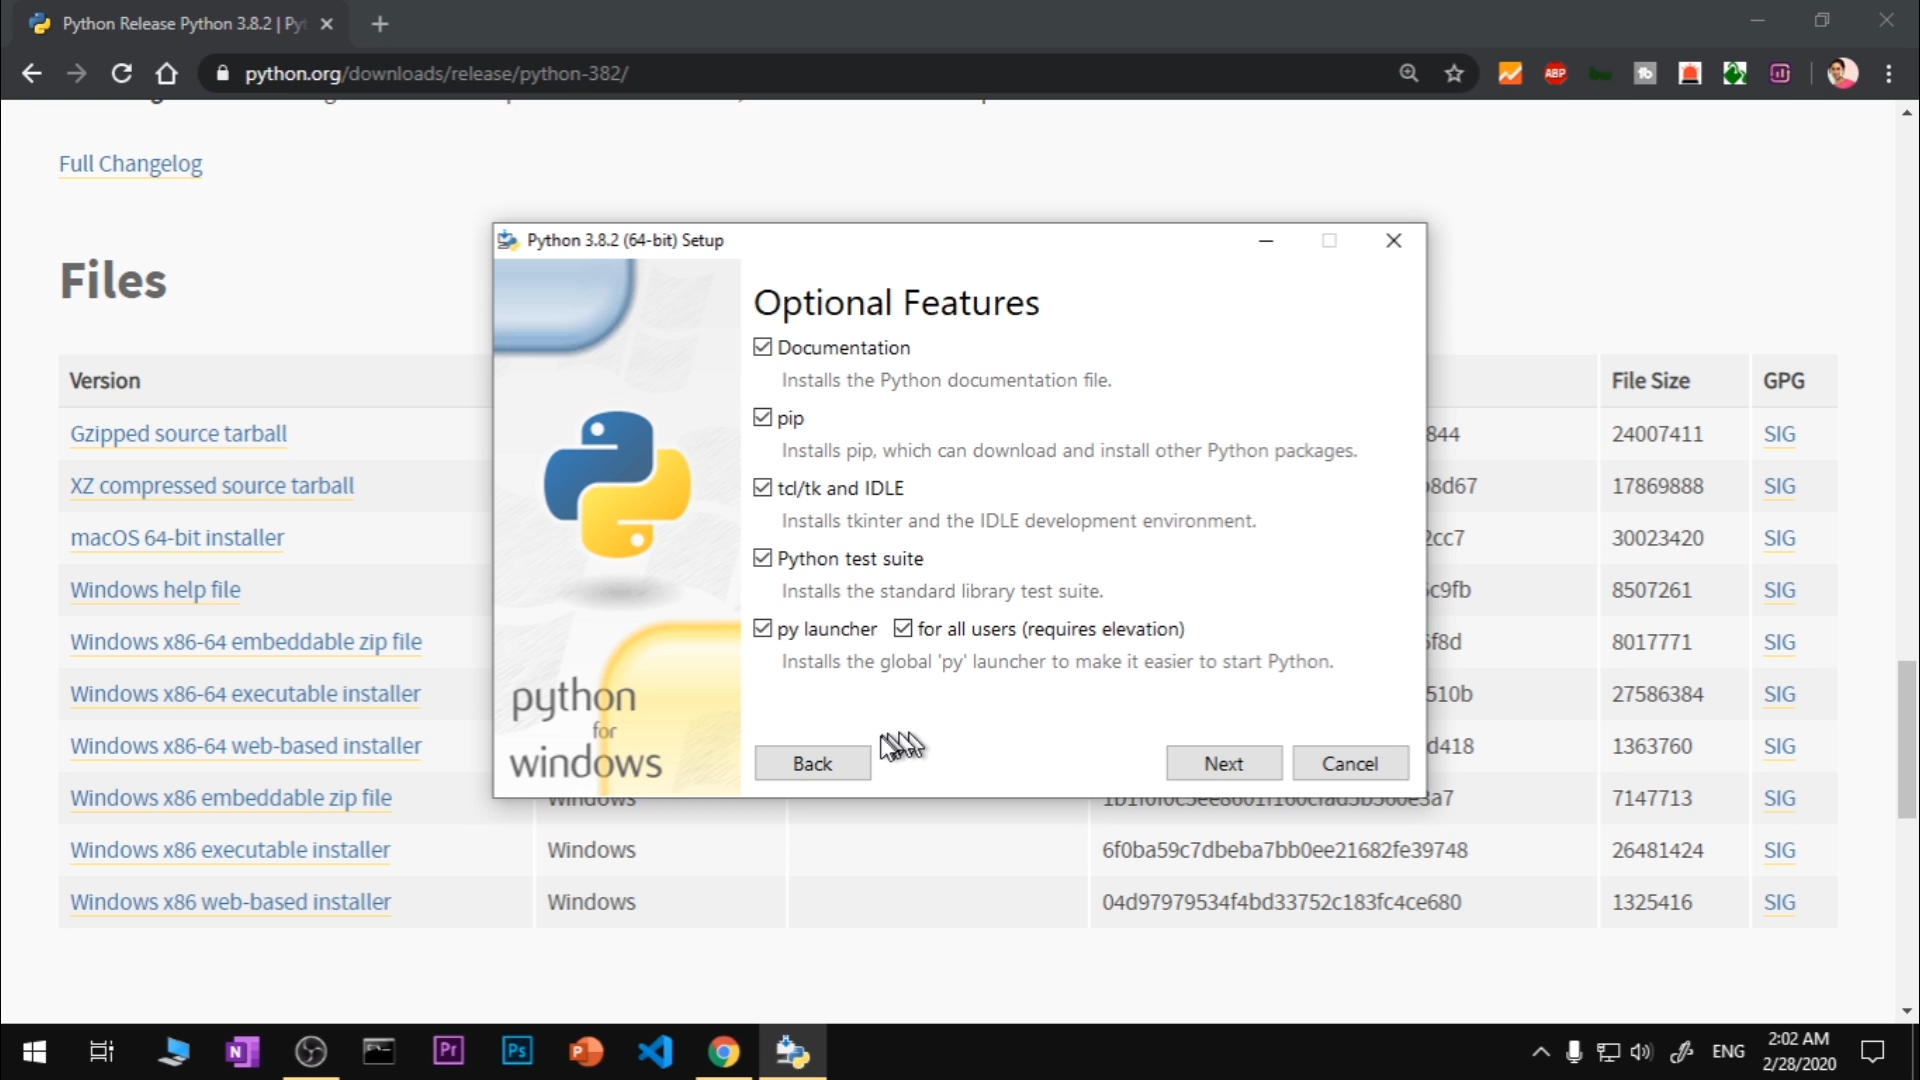 Python Release Python 3.8.2 | Pyt
python.org/downloads/release/python-382/
ABP
Full Changelog
Files
Python 3.8.2 (64-bit) Setup
Optional Features
Documentation
Installs the Python documentation file.
pip
Installs pip, which can download and install other Python packages.
tcl/tk and IDLE
Installs tkinter and the IDLE development environment.
Python test suite
Installs the standard library test suite.
py launcher for all users (requires elevation)
Installs the global 'py' launcher to make it easier to start Python.
python
for
windows
Back Next Cancel
Version File Size GPG
Gzipped source tarball 844 24007411 SIG
XZ compressed source tarball 8d67 17869888 SIG
macOS 64-bit installer 2cc7 30023420 SIG
Windows help file c9fb 8507261 SIG
Windows x86-64 embeddable zip file f8d 8017771 SIG
Windows x86-64 executable installer 510b 27586384 SIG
Windows x86-64 web-based installer d418 1363760 SIG
Windows x86 embeddable zip file Windows 7147713 SIG
Windows x86 executable installer Windows 6f0ba59c7dbeba7bb0ee21682fe39748 26481424 SIG
Windows x86 web-based installer Windows 04d97979534f4bd33752c183fc4ce680 1325416 SIG
N Pr Ps P
ENG
2:02 AM
2/28/2020